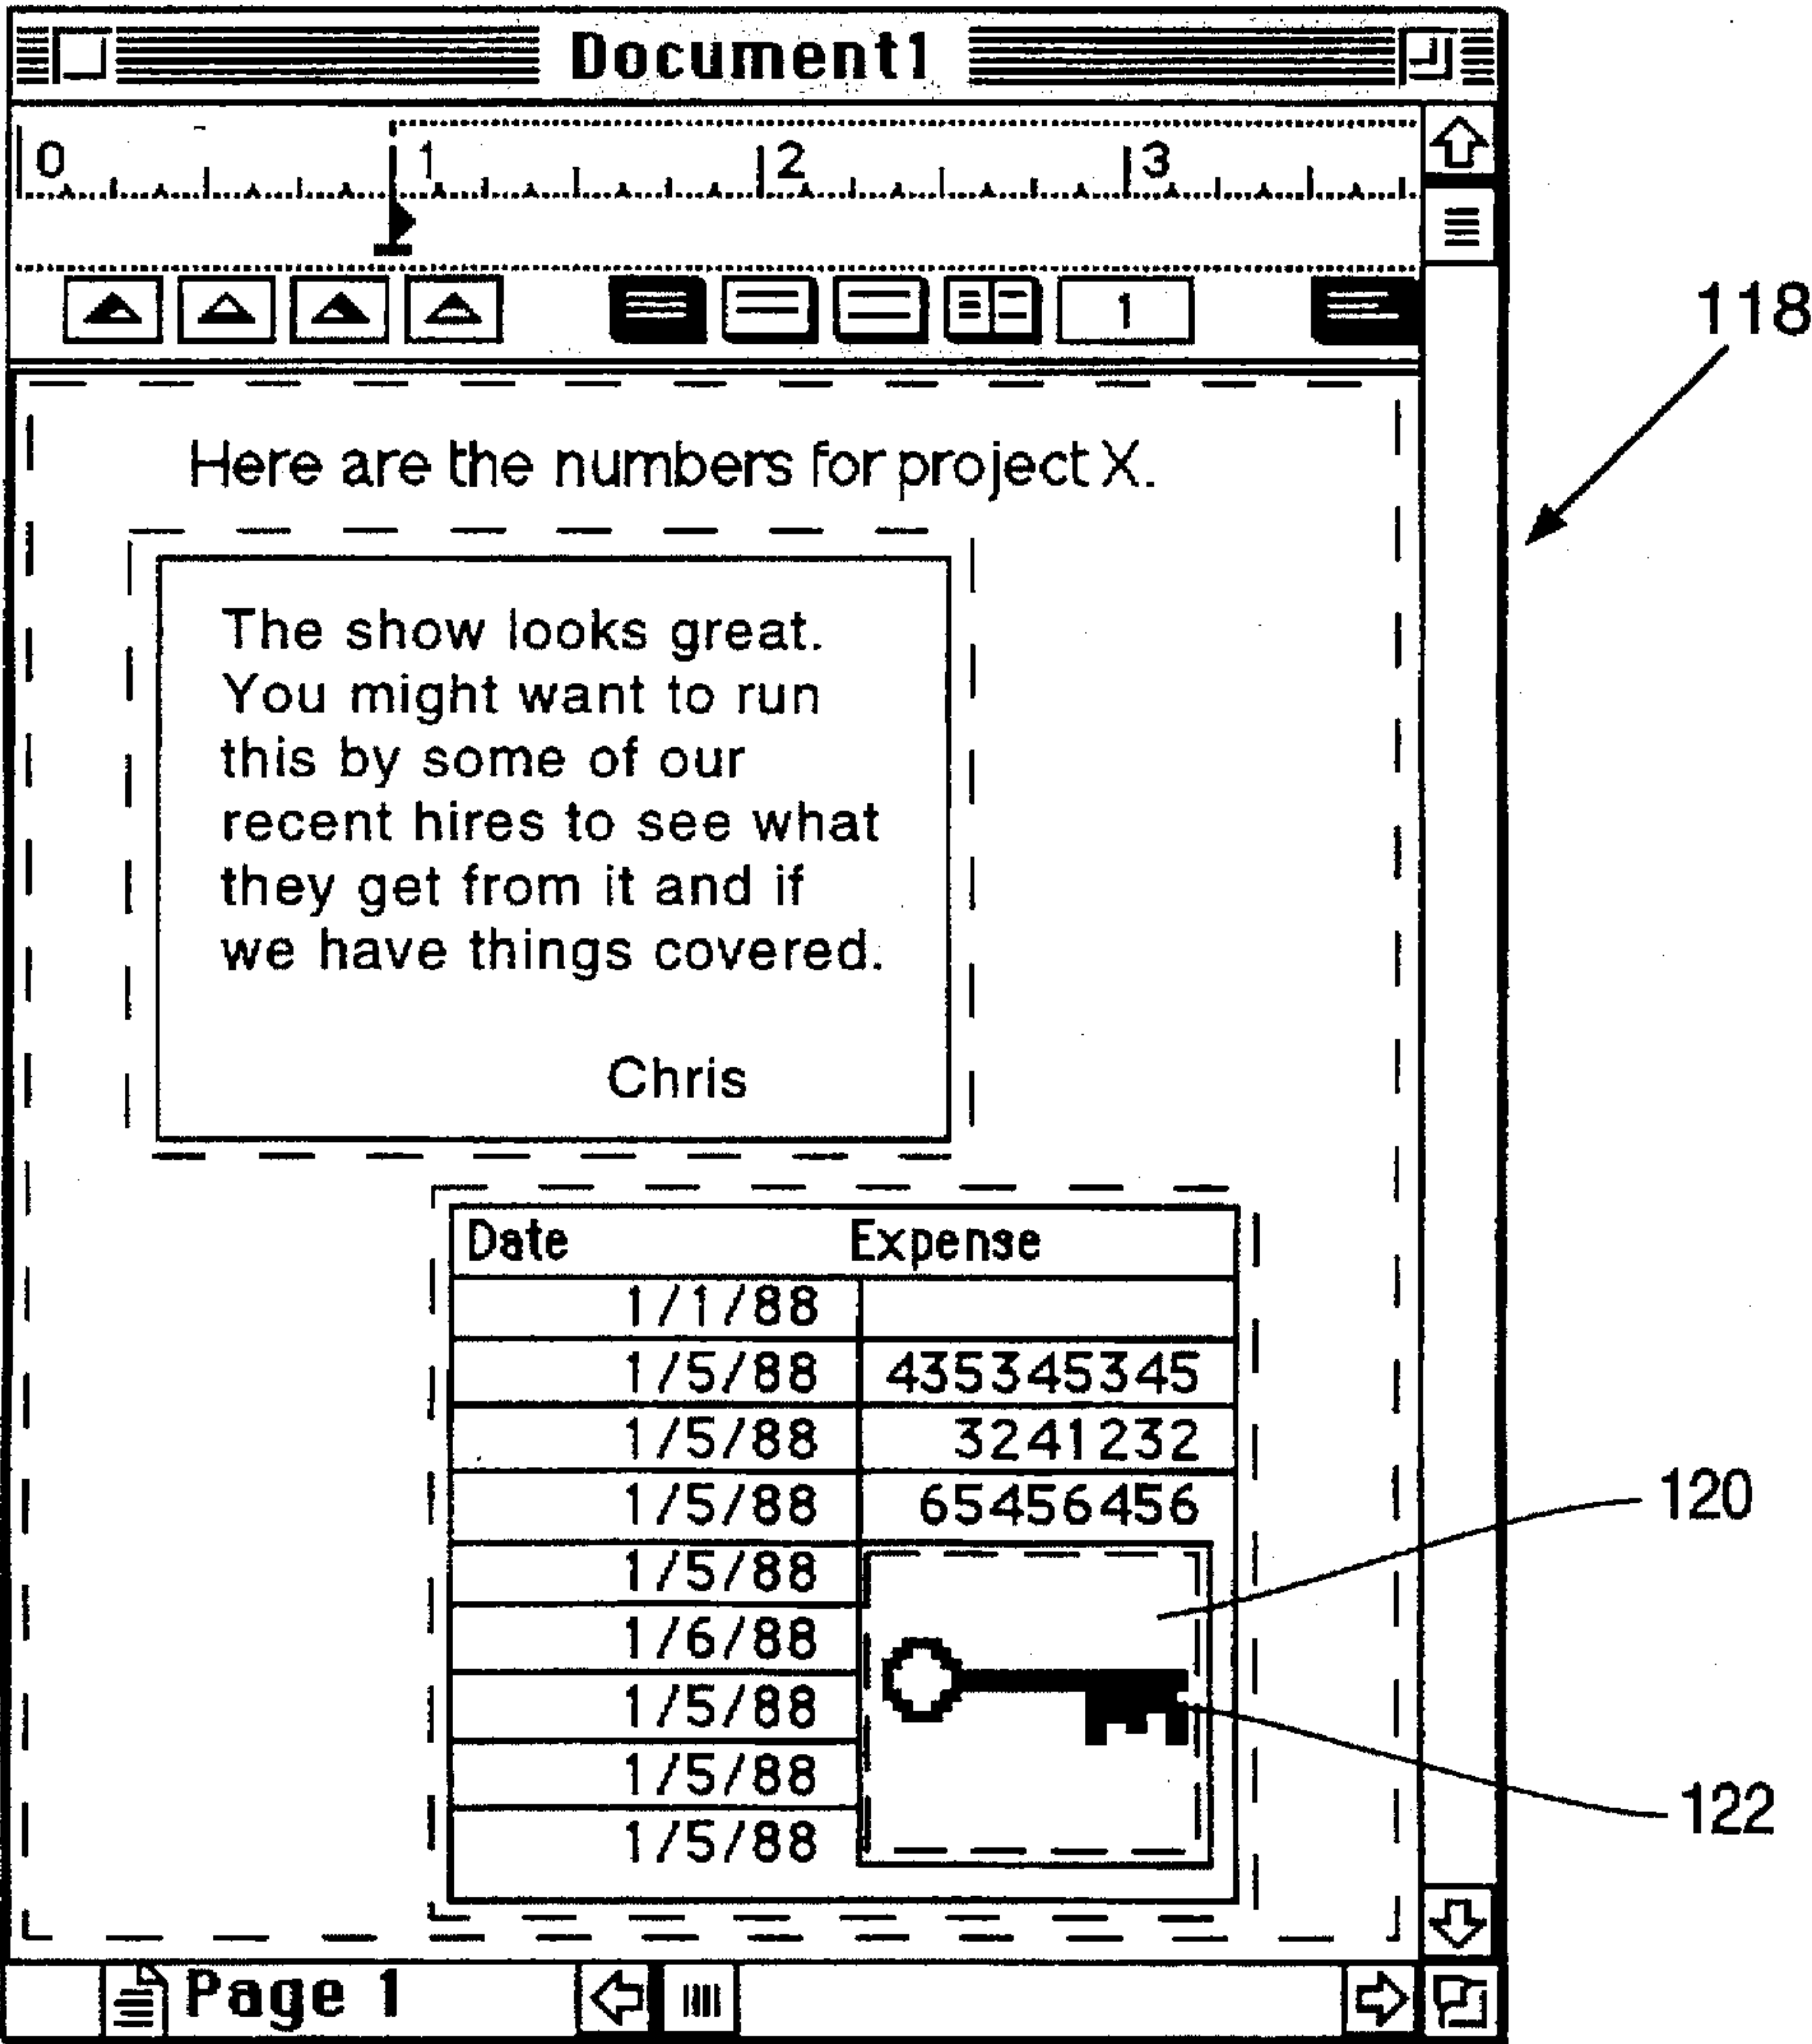 Document1
0 1 2 3
1
118
Here are the numbers for project X.
The show looks great.
You might want to run
this by some of our
recent hires to see what
they get from it and if
we have things covered.
Chris
Date Expense
1/1/88
1/5/88 435345345
1/5/88 3241232
1/5/88 65456456
120
1/5/88
1/6/88
1/5/88
1/5/88
122
1/5/88
Page 1